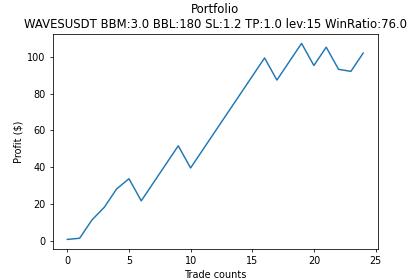 Portfolio
WAVESUSDT BBM:3.0 BBL:180 SL:1.2 TP:1.0 lev:15 WinRatio:76.0
Profit ($)
100
80
60
40
20
0
0 5 10 15 20 25
Trade counts